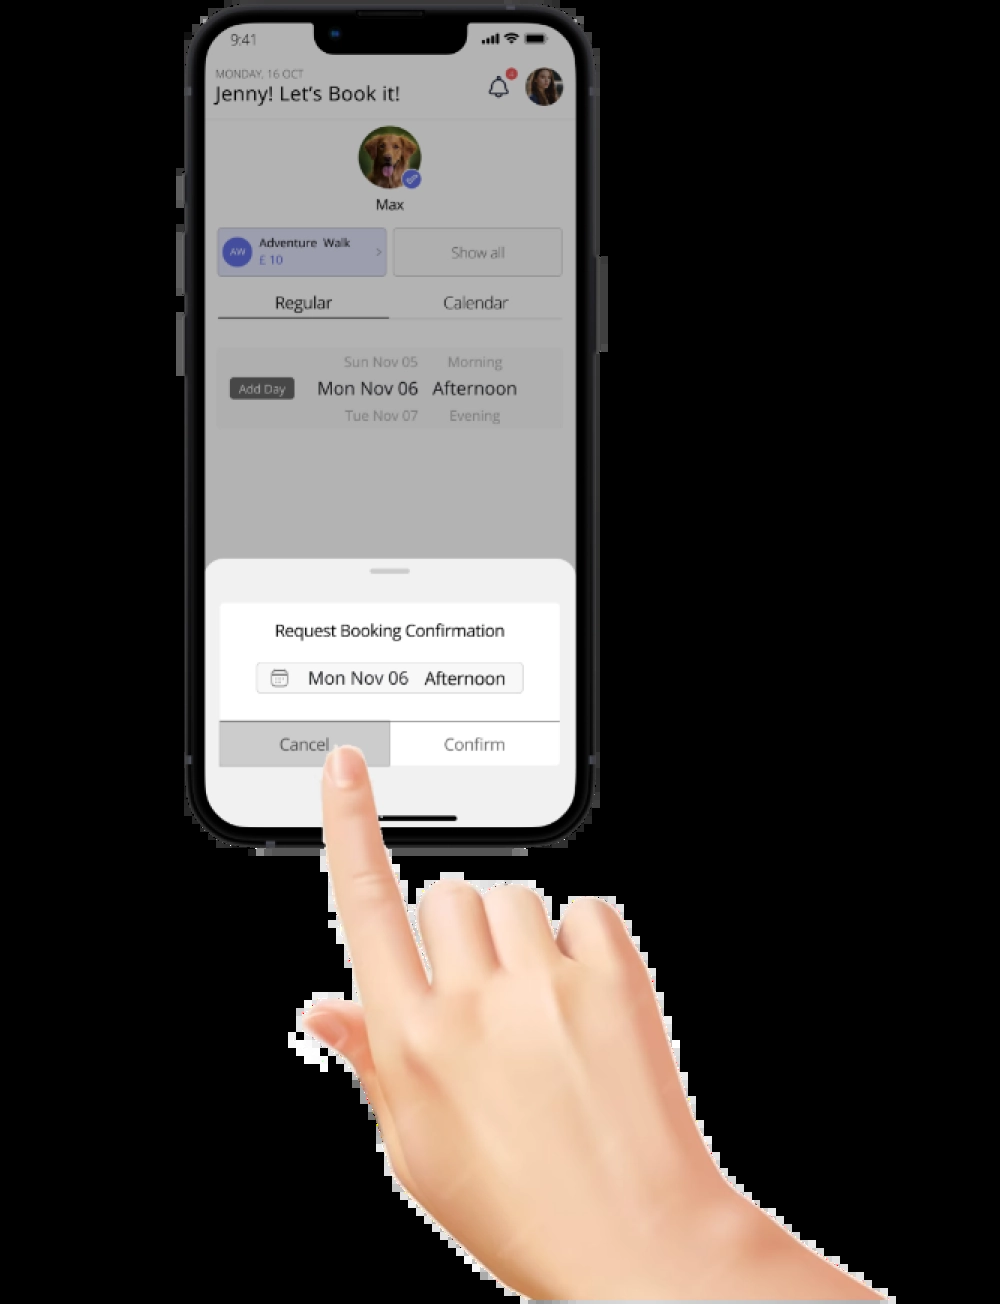 9:41
MONDAY, 16 OCT
Jenny! Let's Book it!
4
Max
AW
Adventure Walk
£ 10
Show all
Regular
Calendar
Sun Nov 05 Morning
Add Day
Mon Nov 06 Afternoon
Tue Nov 07 Evening
Request Booking Confirmation
Mon Nov 06 Afternoon
Cancel
Confirm